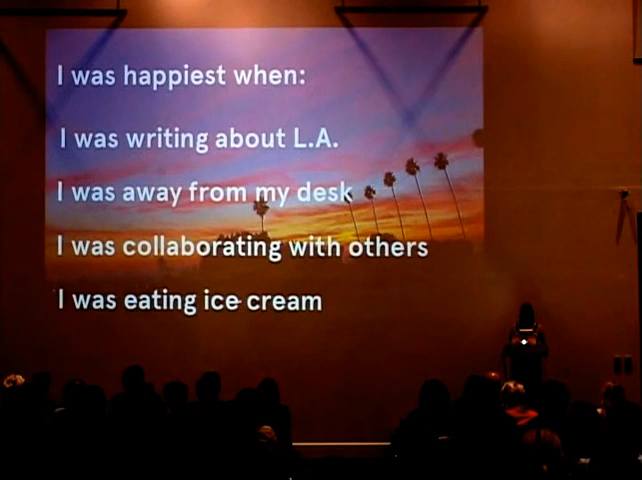 I was happiest when:
I was writing about L.A.
I was away from my desk
I was collaborating with others
I was eating ice cream